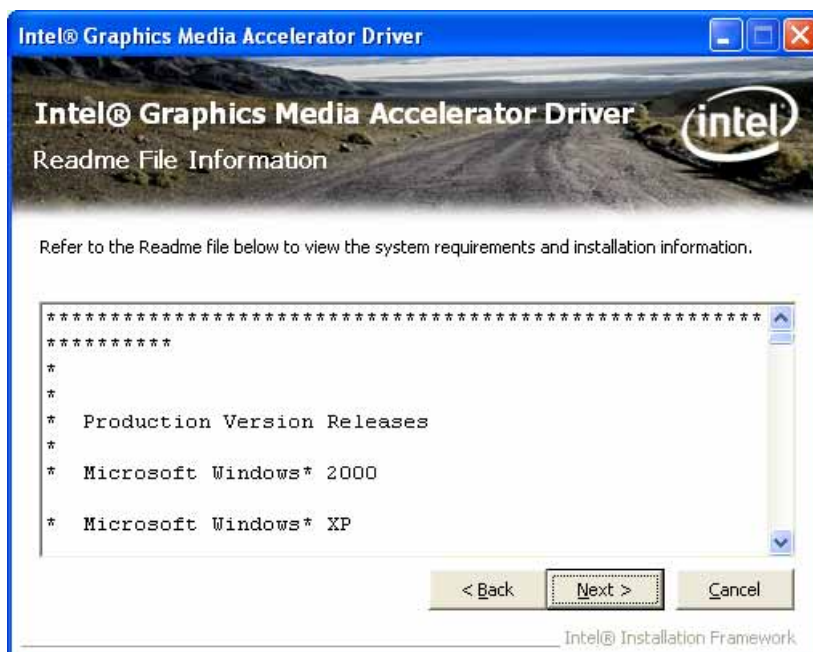 Intel® Graphics Media Accelerator Driver
Intel® Graphics Media Accelerator Driver
intel
Readme File Information
Refer to the Readme file below to view the system requirements and installation information.
*********************************************************
**********
*
*
* Production Version Releases
*
* Microsoft Windows* 2000
* Microsoft Windows* XP
< Back
Next >
Cancel
Intel® Installation Framework